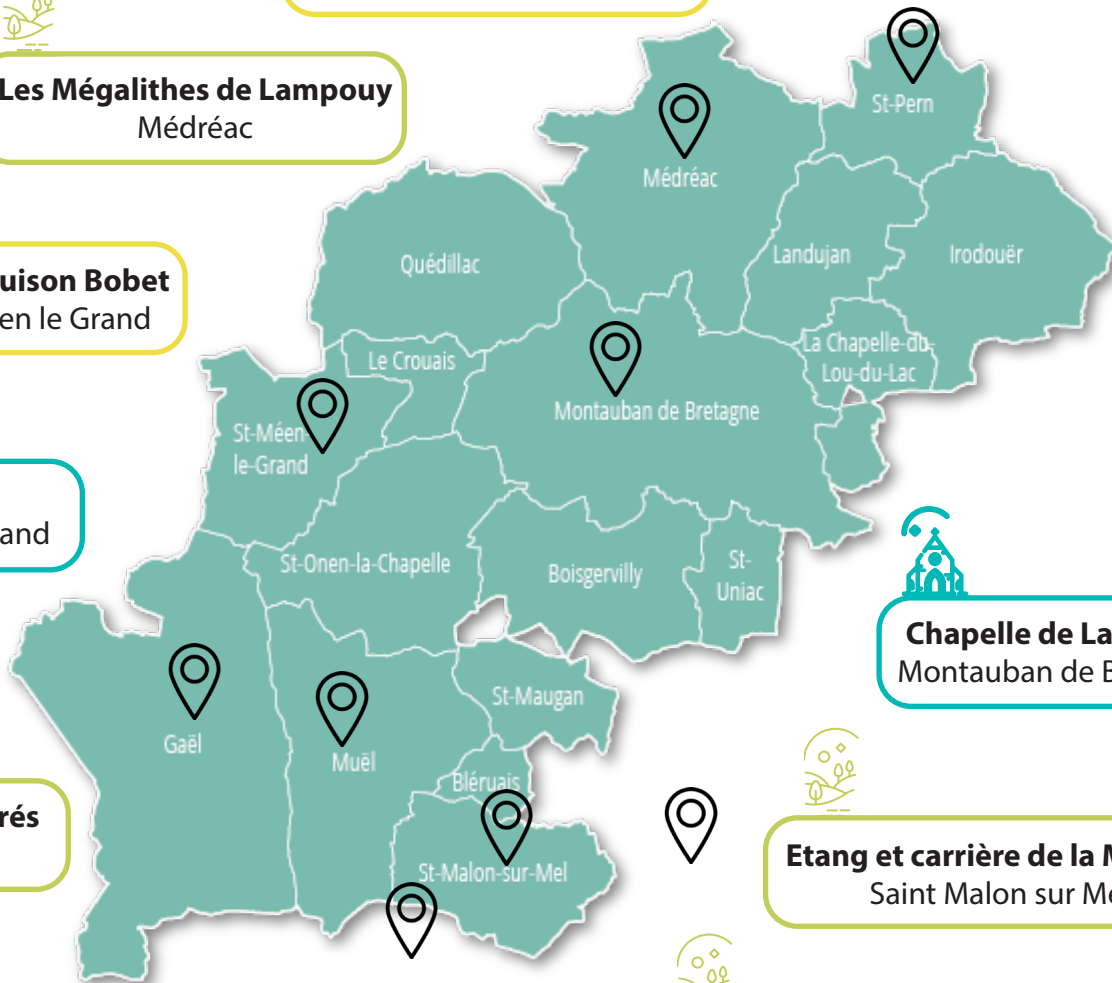 Les Mégalithes de Lampouy
Médréac
St-Pern
Médréac
Landujan
Irodouër
Quédillac
uison Bobet
en le Grand
Le Crouais
La Chapelle-du-
Lou-du-Lac
Montauban de Bretagne
St-Méen-
le-Grand
and
St-Onen-la-Chapelle
Boisgervilly
St-
Uniac
Chapelle de La
Montauban de B
St-Maugan
Gaël
Muël
Bléruais
rés
St-Malon-sur-Mel
Etang et carrière de la M
Saint Malon sur Me